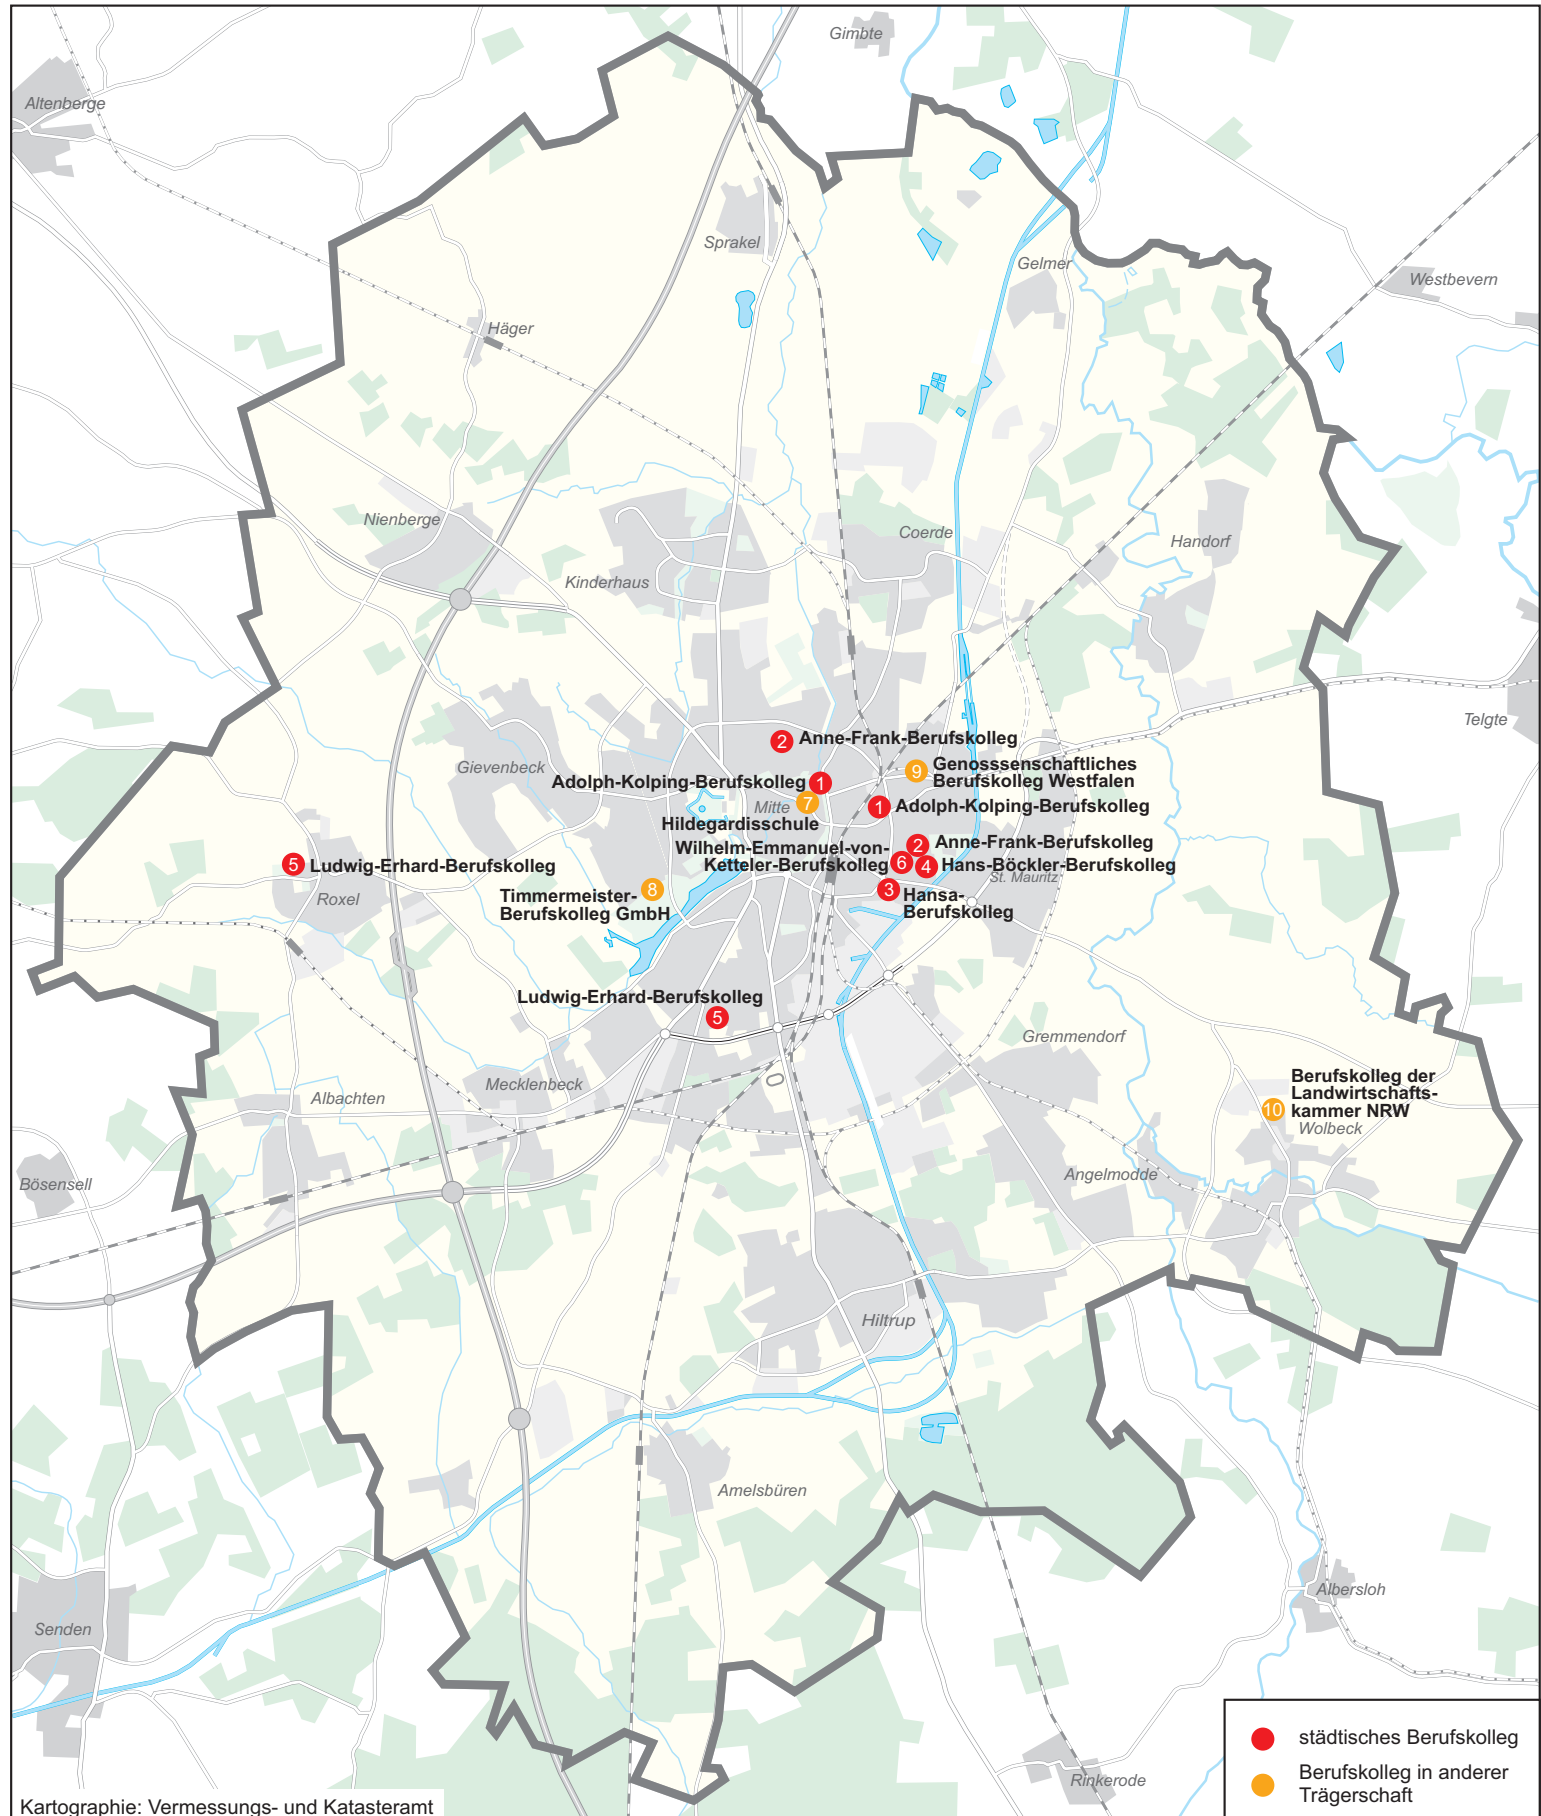 Gimbte
Altenberge
Sprakel
Gelmer
Westbevern
Häger
Nienberge
Coerde
Handorf
Kinderhaus
Telgte
2 Anne-Frank-Berufskolleg
Gievenbeck
9 Genosssenschaftliches
Berufskolleg Westfalen
Adolph-Kolping-Berufskolleg 1
Mitte 7
1 Adolph-Kolping-Berufskolleg
Hildegardisschule
2 Anne-Frank-Berufskolleg
Wilhelm-Emmanuel-von-
Ketteler-Berufskolleg 6
4 Hans-Böckler-Berufskolleg
5 Ludwig-Erhard-Berufskolleg
St. Mauritz
Roxel
Timmermeister-
Berufskolleg GmbH
8
3 Hansa-
Berufskolleg
Ludwig-Erhard-Berufskolleg
5
Gremmendorf
Mecklenbeck
Albachten
Berufskolleg der
Landwirtschafts-
kammer NRW
10
Wolbeck
Angelmodde
Bösensell
Hiltrup
Amelsbüren
Albersloh
Senden
Rinkerode
städtisches Berufskolleg
Berufskolleg in anderer
Trägerschaft
Kartographie: Vermessungs- und Katasteramt